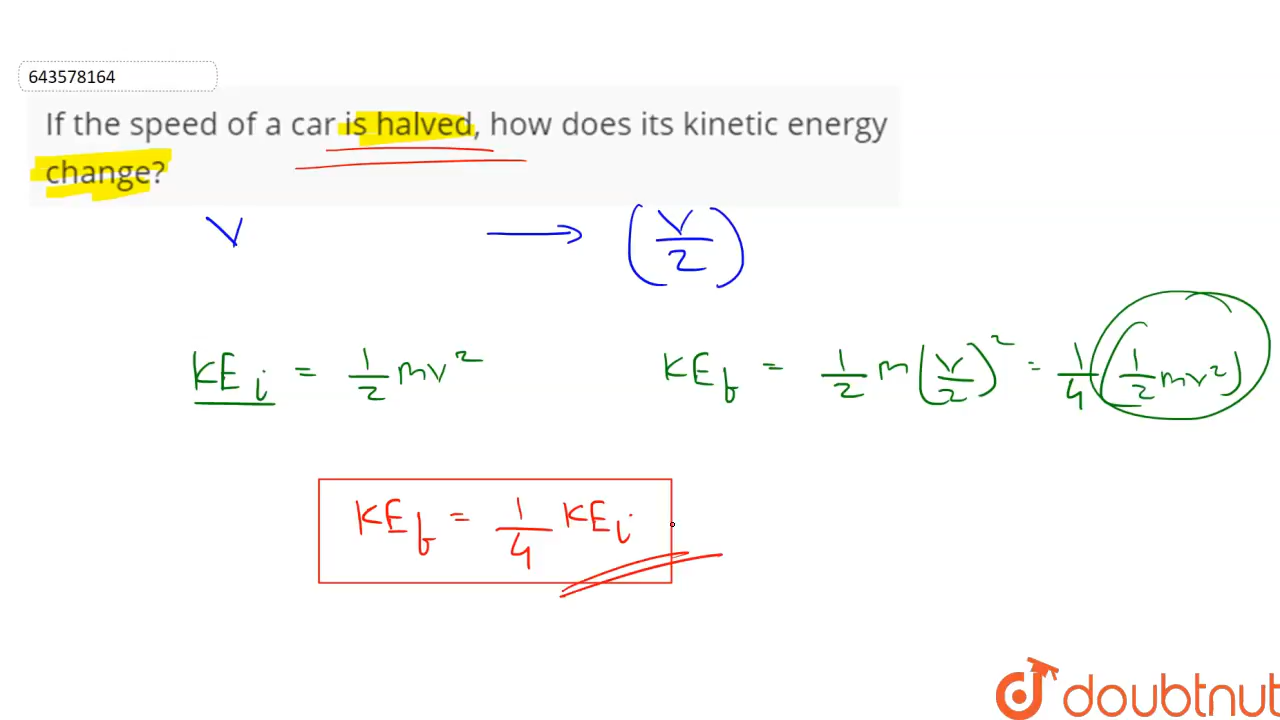 643578164
If the speed of a car is halved, how does its kinetic energy
change?
V → (V/2)
KEi = 1/2 mv² KEf = 1/2 m(V/2)² = 1/4 (1/2 mv²)
KEf = 1/4 KEi
doubtnut